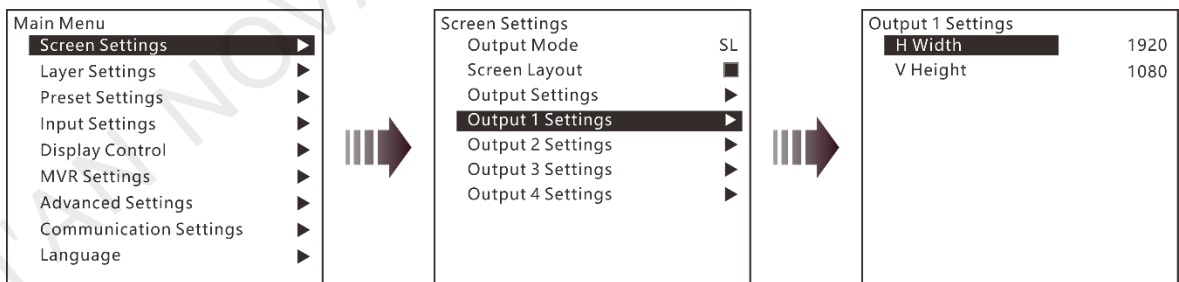 Main Menu
Screen Settings
Layer Settings
Preset Settings
Input Settings
Display Control
MVR Settings
Advanced Settings
Communication Settings
Language
Screen Settings
Output Mode SL
Screen Layout
Output Settings
Output 1 Settings
Output 2 Settings
Output 3 Settings
Output 4 Settings
Output 1 Settings
H Width 1920
V Height 1080